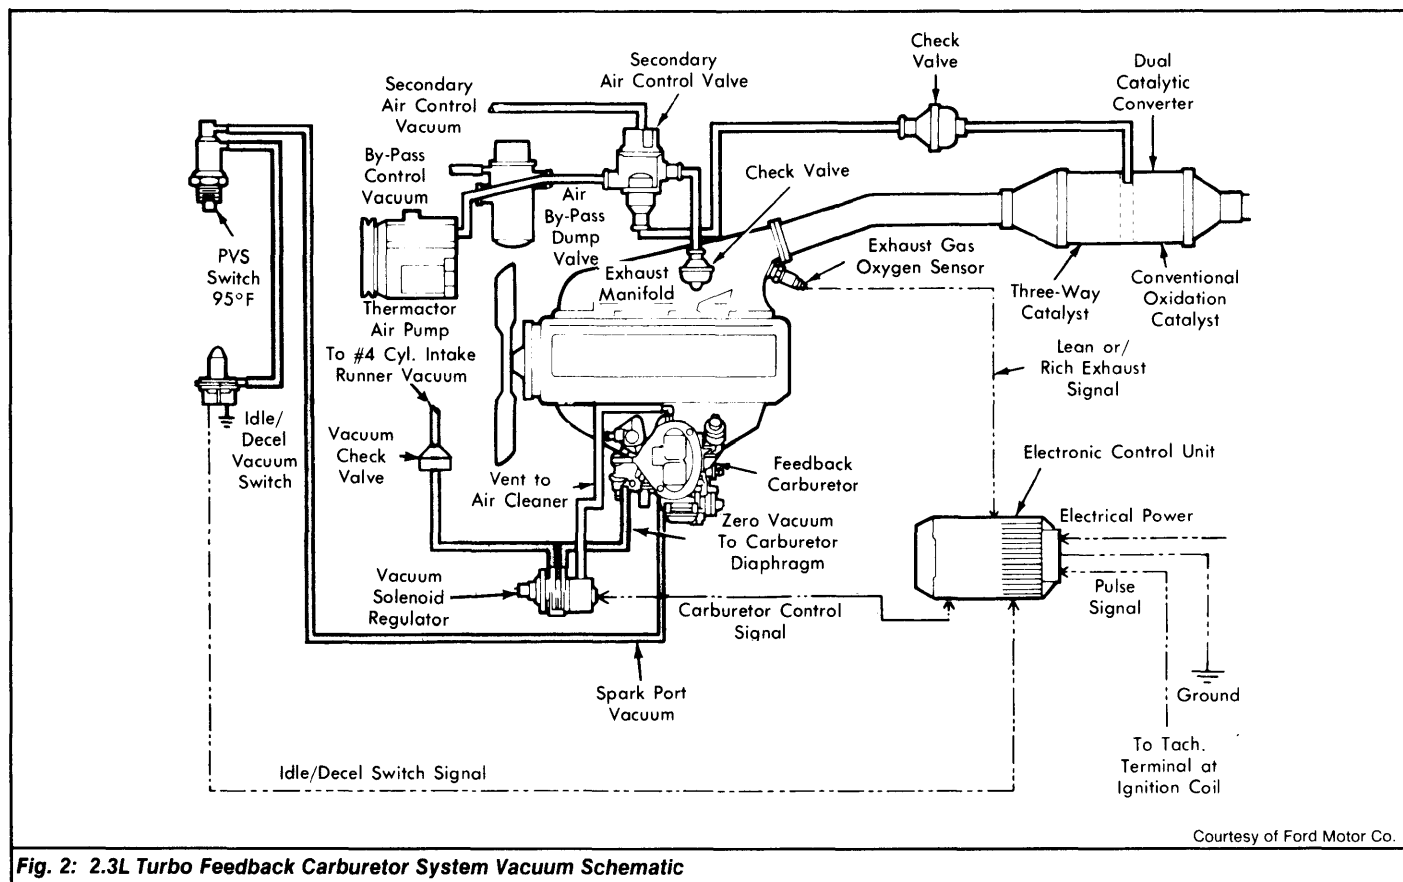 Check
Valve
Dual
Catalytic
Converter
Secondary
Air Control Valve
Secondary
Air Control
Vacuum
By-Pass
Control
Vacuum
Check Valve
Air
By-Pass
Dump
Valve
PVS
Switch
95°F
Exhaust Gas
Oxygen Sensor
Exhaust
Manifold
Three-Way
Catalyst
Conventional
Oxidation
Catalyst
Thermactor
Air Pump
To #4 Cyl. Intake
Runner Vacuum
Lean or/
Rich Exhaust
Signal
Idle/
Decel
Vacuum
Switch
Vacuum
Check
Valve
Vent to
Air Cleaner
Feedback
Carburetor
Electronic Control Unit
Zero Vacuum
To Carburetor
Diaphragm
Electrical Power
Vacuum
Solenoid
Regulator
Carburetor Control
Signal
Pulse
Signal
Spark Port
Vacuum
Ground
To Tach.
Terminal at
Ignition Coil
Idle/Decel Switch Signal
Courtesy of Ford Motor Co.
Fig. 2: 2.3L Turbo Feedback Carburetor System Vacuum Schematic